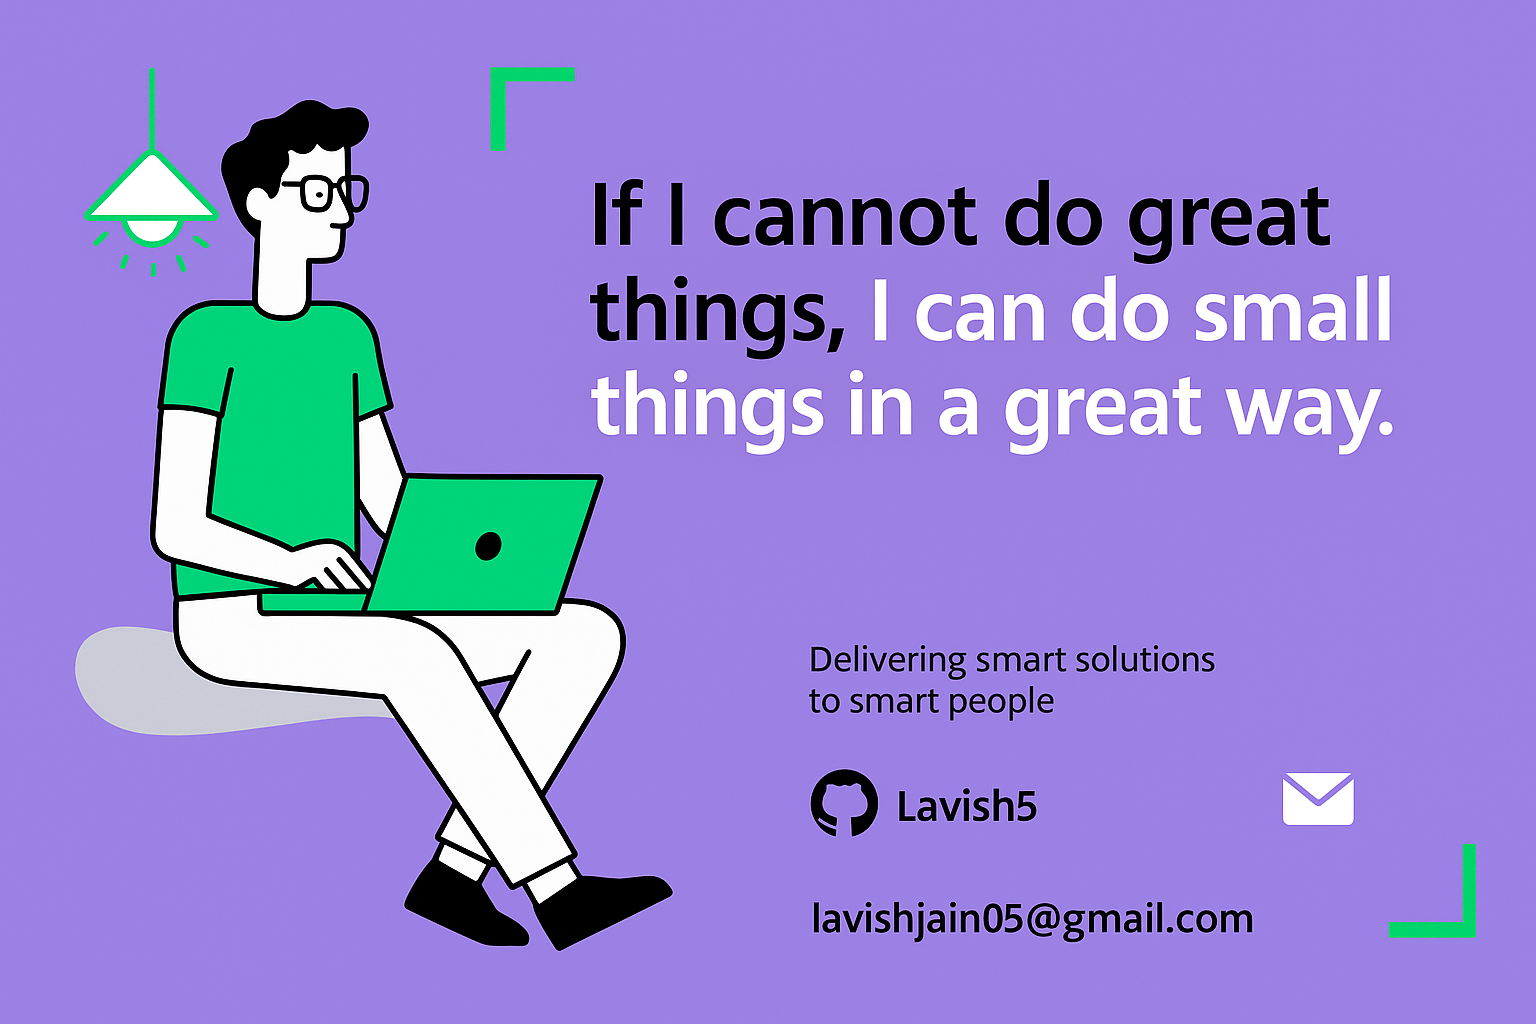 If I cannot do great
things, I can do small
things in a great way.
Delivering smart solutions
to smart people
Lavish5
lavishjain05@gmail.com